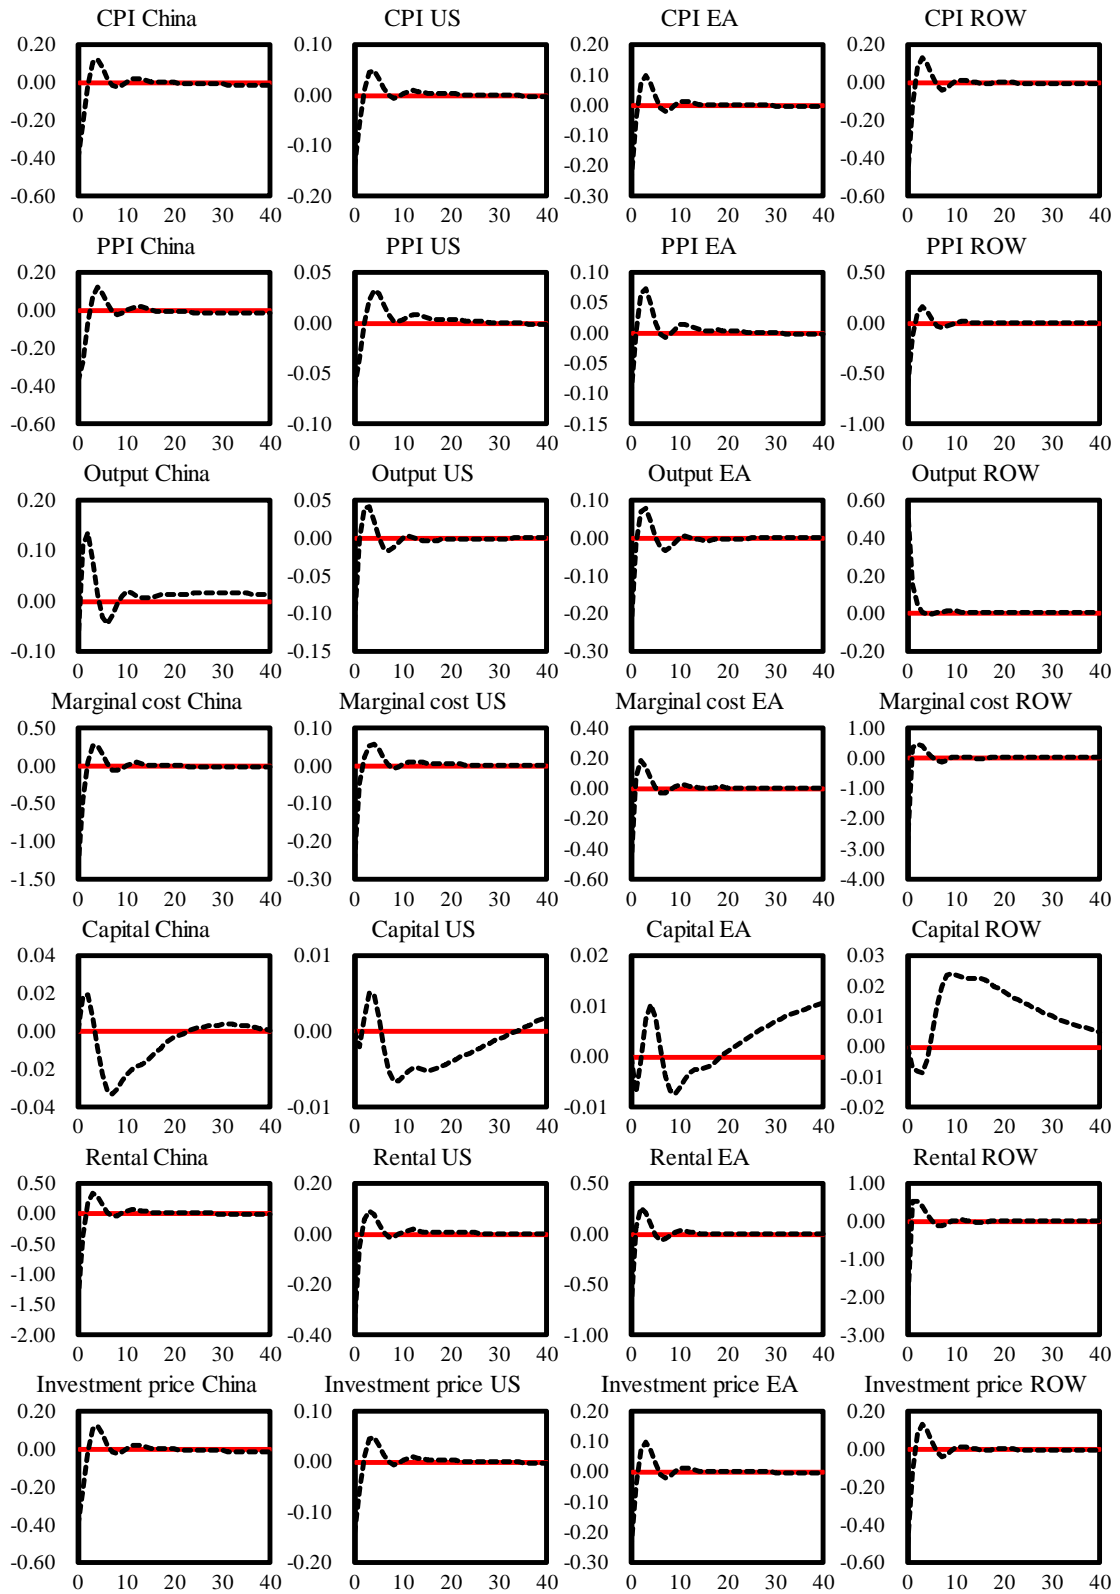 CPI China
0.20
0.00
-0.20
-0.40
-0.60
0 10 20 30 40
CPI US
0.10
0.00
-0.10
-0.20
0 10 20 30 40
CPI EA
0.20
0.10
0.00
-0.10
-0.20
-0.30
0 10 20 30 40
CPI ROW
0.20
0.00
-0.20
-0.40
-0.60
0 10 20 30 40
PPI China
0.20
0.00
-0.20
-0.40
-0.60
0 10 20 30 40
PPI US
0.05
0.00
-0.05
-0.10
0 10 20 30 40
PPI EA
0.10
0.05
0.00
-0.05
-0.10
-0.15
0 10 20 30 40
PPI ROW
0.50
0.00
-0.50
-1.00
0 10 20 30 40
Output China
0.20
0.10
0.00
-0.10
0 10 20 30 40
Output US
0.05
0.00
-0.05
-0.10
-0.15
0 10 20 30 40
Output EA
0.10
0.00
-0.10
-0.20
-0.30
0 10 20 30 40
Output ROW
0.60
0.40
0.20
0.00
-0.20
0 10 20 30 40
Marginal cost China
0.50
0.00
-0.50
-1.00
-1.50
0 10 20 30 40
Marginal cost US
0.10
0.00
-0.10
-0.20
-0.30
0 10 20 30 40
Marginal cost EA
0.40
0.20
0.00
-0.20
-0.40
-0.60
0 10 20 30 40
Marginal cost ROW
1.00
0.00
-1.00
-2.00
-3.00
-4.00
0 10 20 30 40
Capital China
0.04
0.02
0.00
-0.02
-0.04
0 10 20 30 40
Capital US
0.01
0.00
-0.01
0 10 20 30 40
Capital EA
0.02
0.01
0.00
-0.01
0 10 20 30 40
Capital ROW
0.03
0.02
0.01
0.00
-0.01
-0.02
0 10 20 30 40
Rental China
0.50
0.00
-0.50
-1.00
-1.50
-2.00
0 10 20 30 40
Rental US
0.20
0.00
-0.20
-0.40
0 10 20 30 40
Rental EA
0.50
0.00
-0.50
-1.00
0 10 20 30 40
Rental ROW
1.00
0.00
-1.00
-2.00
-3.00
0 10 20 30 40
Investment price China
0.20
0.00
-0.20
-0.40
-0.60
0 10 20 30 40
Investment price US
0.10
0.00
-0.10
-0.20
0 10 20 30 40
Investment price EA
0.20
0.10
0.00
-0.10
-0.20
-0.30
0 10 20 30 40
Investment price ROW
0.20
0.00
-0.20
-0.40
-0.60
0 10 20 30 40